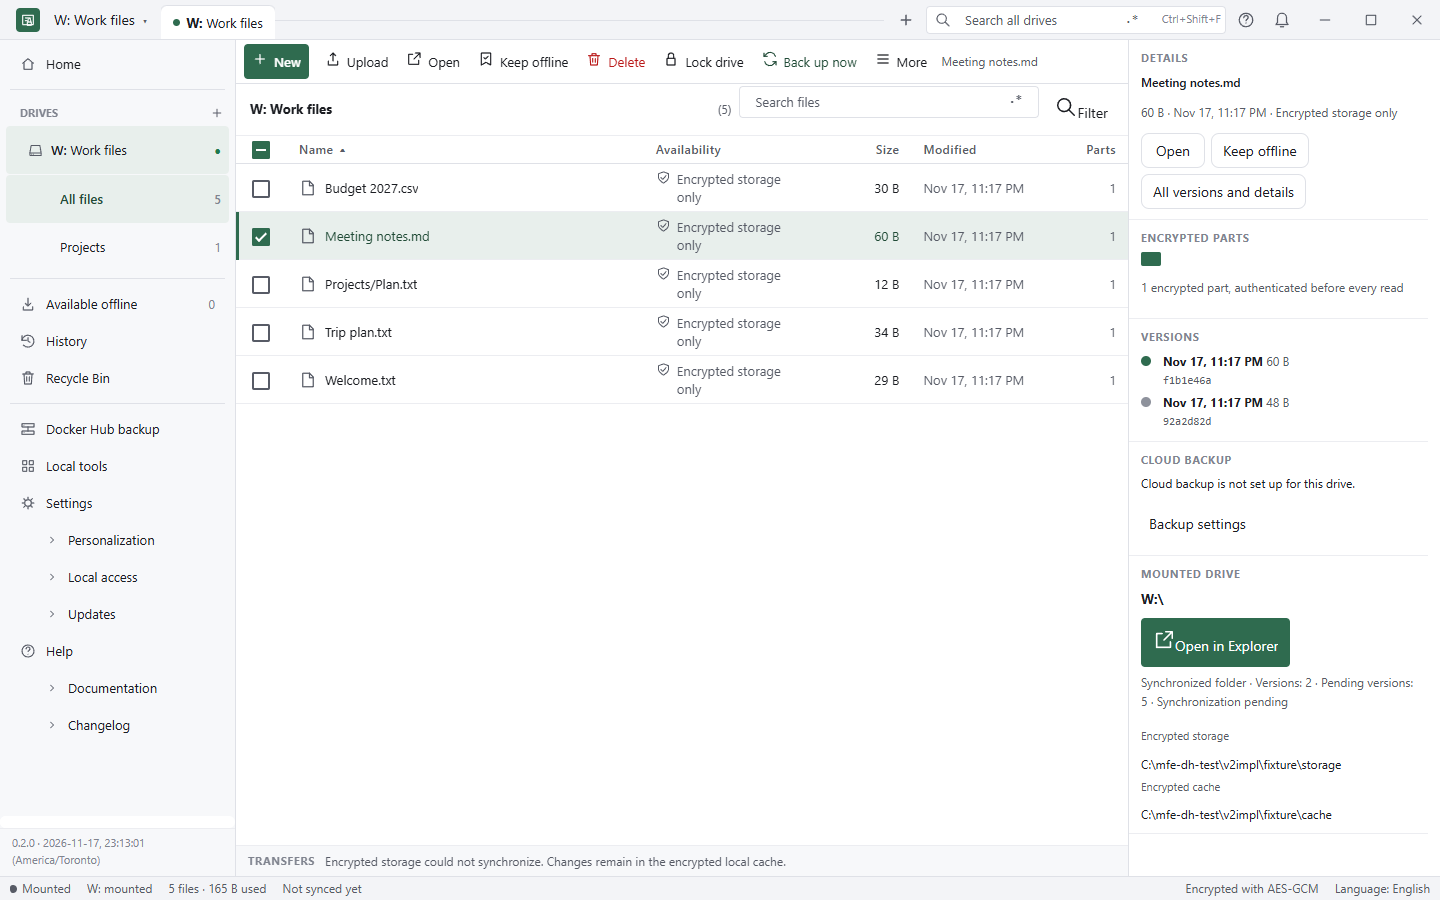 W: Work files
W: Work files
Search all drives .* Ctrl+Shift+F
Home
DRIVES
W: Work files
All files 5
Projects 1
Available offline 0
History
Recycle Bin
Docker Hub backup
Local tools
Settings
Personalization
Local access
Updates
Help
Documentation
Changelog
0.2.0 · 2026-11-17, 23:13:01
(America/Toronto)
New Upload Open Keep offline Delete Lock drive Back up now More Meeting notes.md
W: Work files (5) Search files .* Filter
Name Availability Size Modified Parts
Budget 2027.csv Encrypted storage only 30 B Nov 17, 11:17 PM 1
Meeting notes.md Encrypted storage only 60 B Nov 17, 11:17 PM 1
Projects/Plan.txt Encrypted storage only 12 B Nov 17, 11:17 PM 1
Trip plan.txt Encrypted storage only 34 B Nov 17, 11:17 PM 1
Welcome.txt Encrypted storage only 29 B Nov 17, 11:17 PM 1
TRANSFERS Encrypted storage could not synchronize. Changes remain in the encrypted local cache.
DETAILS
Meeting notes.md
60 B · Nov 17, 11:17 PM · Encrypted storage only
Open Keep offline
All versions and details
ENCRYPTED PARTS
1 encrypted part, authenticated before every read
VERSIONS
Nov 17, 11:17 PM 60 B
f1b1e46a
Nov 17, 11:17 PM 48 B
92a2d82d
CLOUD BACKUP
Cloud backup is not set up for this drive.
Backup settings
MOUNTED DRIVE
W:\
Open in Explorer
Synchronized folder · Versions: 2 · Pending versions:
5 · Synchronization pending
Encrypted storage
C:\mfe-dh-test\v2impl\fixture\storage
Encrypted cache
C:\mfe-dh-test\v2impl\fixture\cache
Mounted W: mounted 5 files · 165 B used Not synced yet Encrypted with AES-GCM Language: English